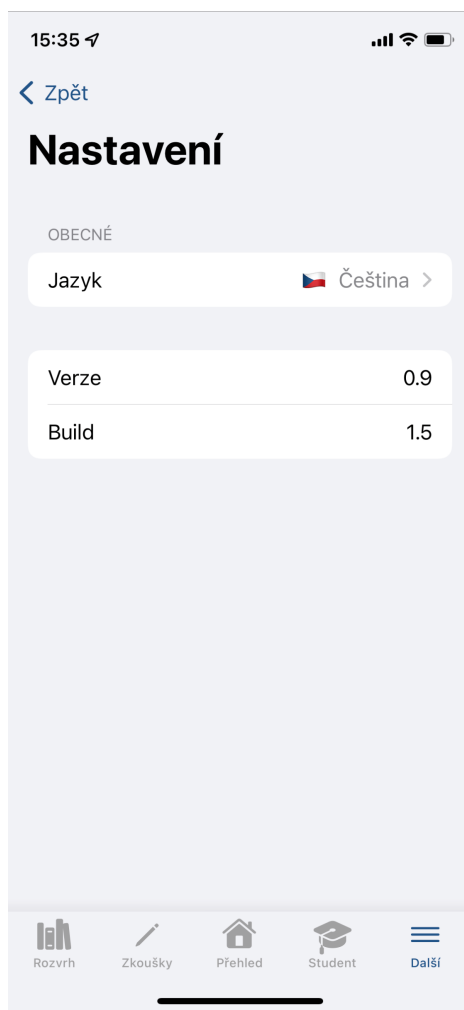 15:35
Zpět
Nastavení
OBECNÉ
Jazyk 🇨🇿 Čeština
Verze 0.9
Build 1.5
Rozvrh Zkoušky Přehled Student Další